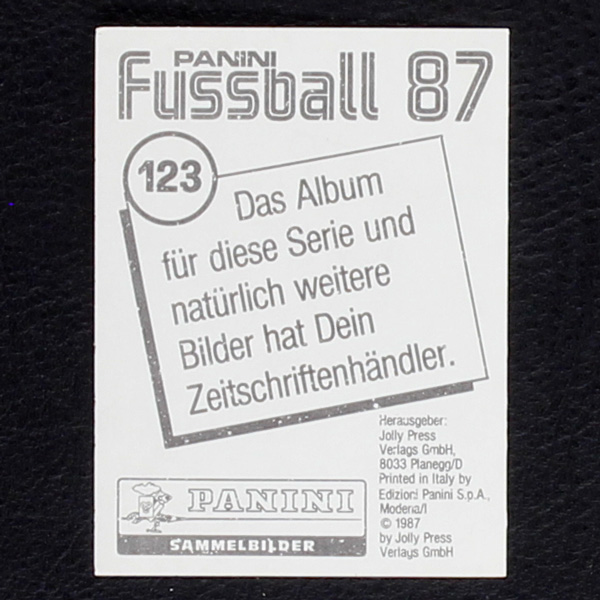 PANINI
Fussball 87
123
Das Album
für diese Serie und
natürlich weitere
Bilder hat Dein
Zeitschriftenhändler.
Herausgeber:
Jolly Press
Verlags GmbH,
8033 Planegg/D
Printed in Italy by
Edizioni Panini S.p.A.,
Modena/I
© 1987
by Jolly Press
Verlags GmbH
PANINI
SAMMELBILDER